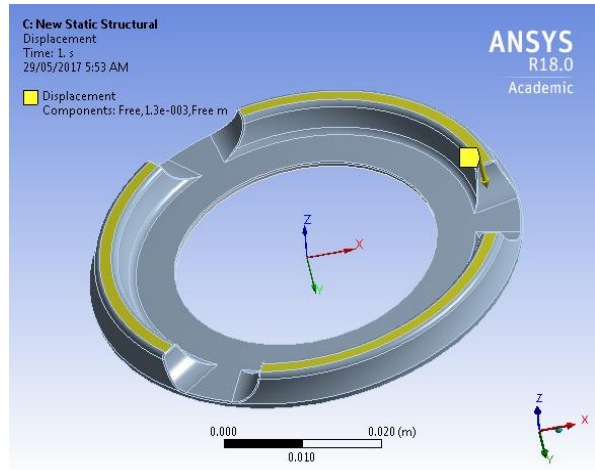 C: New Static Structural
Displacement
Time: 1. s
29/05/2017 5:53 AM
Displacement
Components: Free,1.3e-003,Free m
ANSYS
R18.0
Academic
Z
X
Y
0.000
0.020 (m)
0.010
Z
X
Y